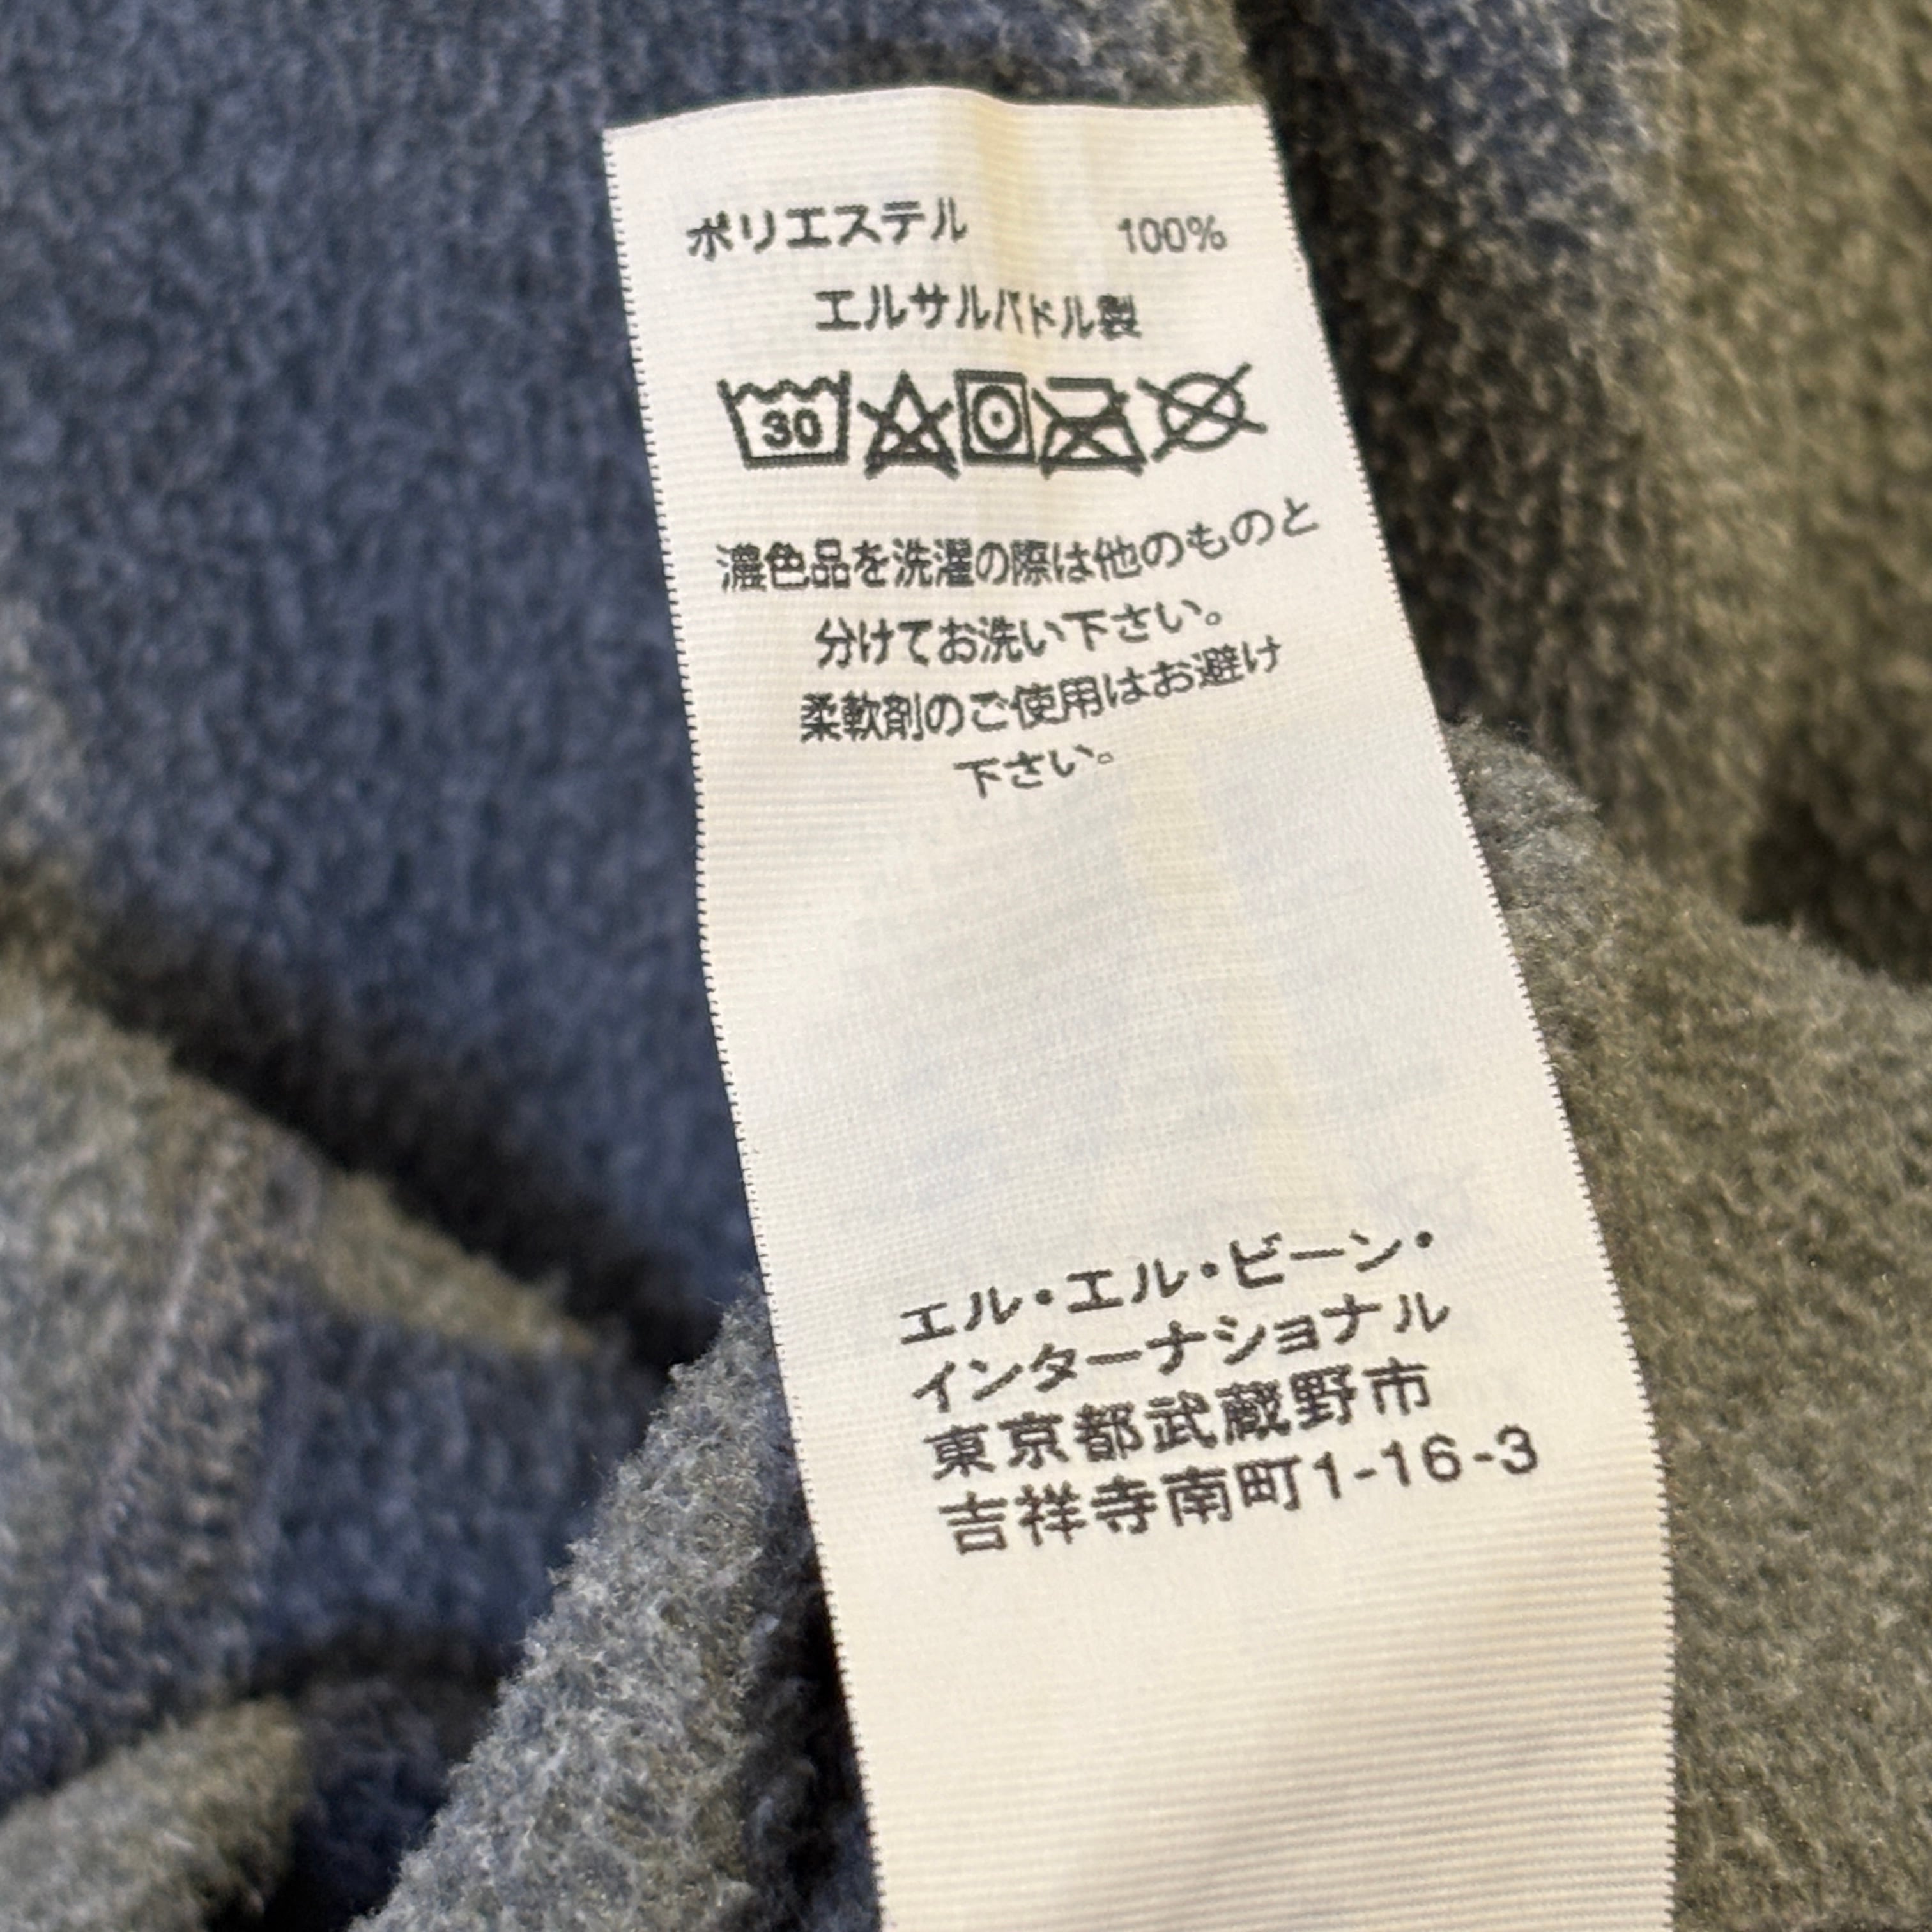 ポリエステル 100%
エルサルバドル製
30
濃色品を洗濯の際は他のものと
分けてお洗い下さい。
柔軟剤のご使用はお避け
下さい。
エル・エル・ビーン・
インターナショナル
東京都武蔵野市
吉祥寺南町1-16-3